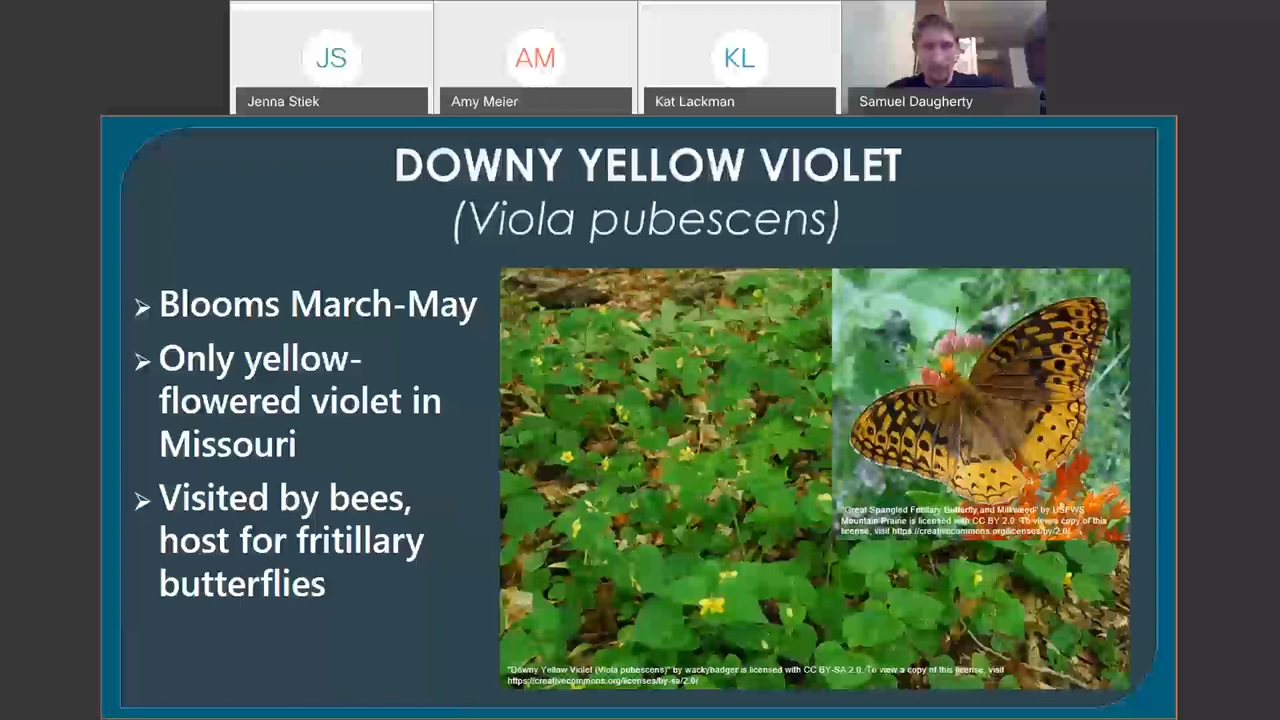 JS
AM
KL
Jenna Stiek
Amy Meier
Kat Lackman
Samuel Daugherty
DOWNY YELLOW VIOLET
(Viola pubescens)
Blooms March-May
Only yellow-
flowered violet in
Missouri
Visited by bees,
host for fritillary
butterflies
"Great Spangled Fritillary Butterfly and Milkweed" by USFWS
Mountain Prairie is licensed with CC BY 2.0. To view a copy of this
license, visit https://creativecommons.org/licenses/by/2.0/
"Downy Yellow Violet (Viola pubescens)" by wackybadger is licensed with CC BY-SA 2.0. To view a copy of this license, visit
https://creativecommons.org/licenses/by-sa/2.0/